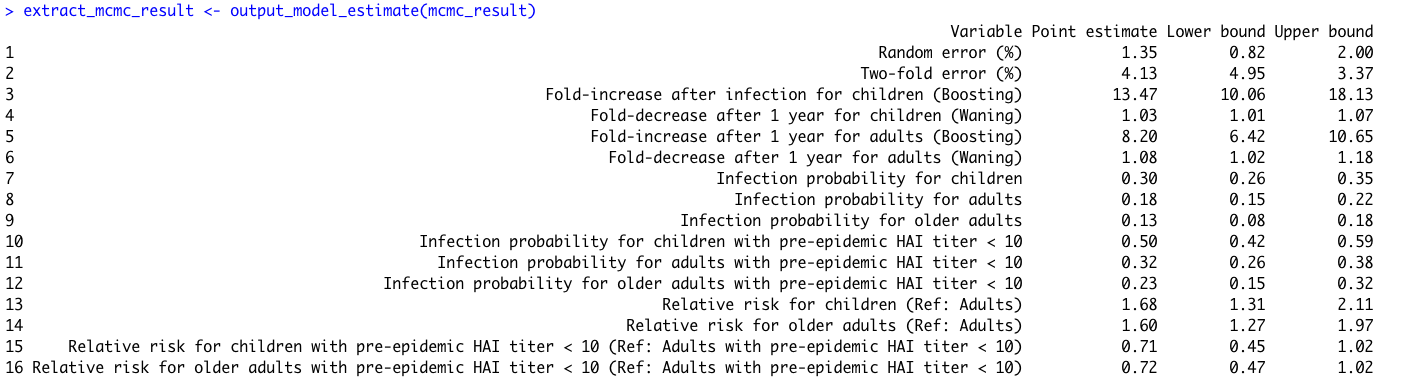 > extract_mcmc_result <- output_model_estimate(mcmc_result)
Variable Point estimate Lower bound Upper bound
1 Random error (%) 1.35 0.82 2.00
2 Two-fold error (%) 4.13 4.95 3.37
3 Fold-increase after infection for children (Boosting) 13.47 10.06 18.13
4 Fold-decrease after 1 year for children (Waning) 1.03 1.01 1.07
5 Fold-increase after 1 year for adults (Boosting) 8.20 6.42 10.65
6 Fold-decrease after 1 year for adults (Waning) 1.08 1.02 1.18
7 Infection probability for children 0.30 0.26 0.35
8 Infection probability for adults 0.18 0.15 0.22
9 Infection probability for older adults 0.13 0.08 0.18
10 Infection probability for children with pre-epidemic HAI titer < 10 0.50 0.42 0.59
11 Infection probability for adults with pre-epidemic HAI titer < 10 0.32 0.26 0.38
12 Infection probability for older adults with pre-epidemic HAI titer < 10 0.23 0.15 0.32
13 Relative risk for children (Ref: Adults) 1.68 1.31 2.11
14 Relative risk for older adults (Ref: Adults) 1.60 1.27 1.97
15 Relative risk for children with pre-epidemic HAI titer < 10 (Ref: Adults with pre-epidemic HAI titer < 10) 0.71 0.45 1.02
16 Relative risk for older adults with pre-epidemic HAI titer < 10 (Ref: Adults with pre-epidemic HAI titer < 10) 0.72 0.47 1.02